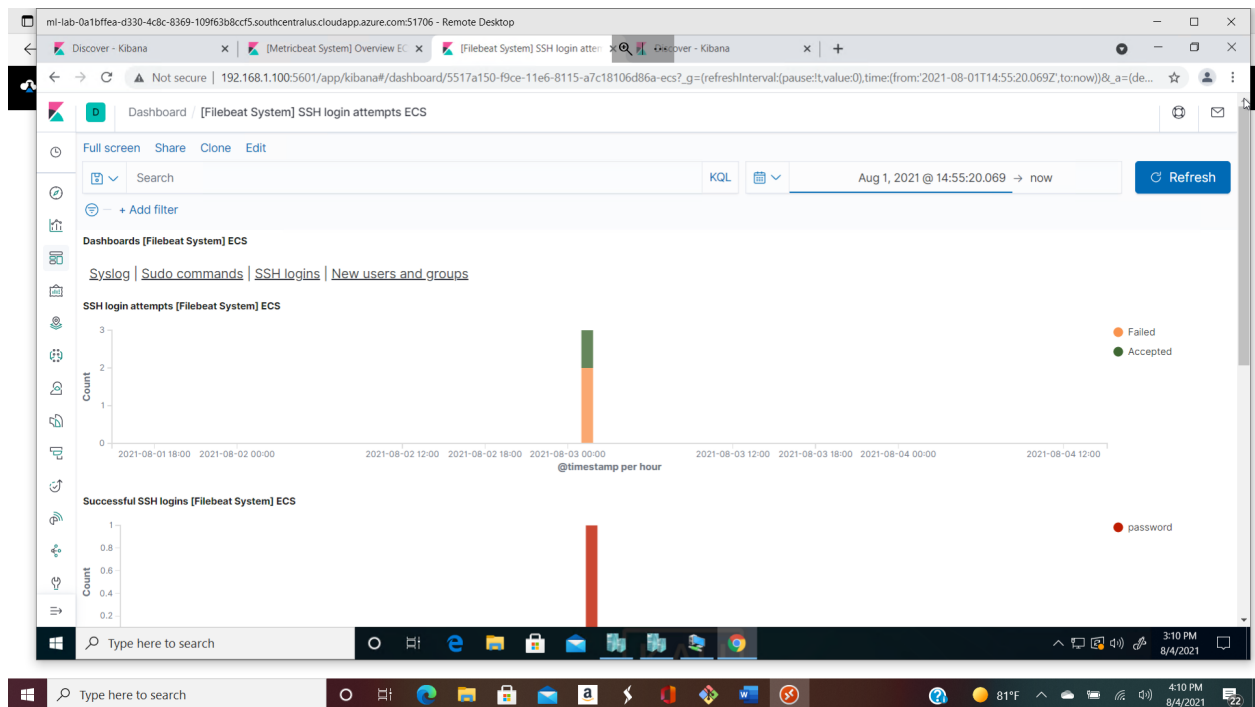 ml-lab-0a1bffea-d330-4c8c-8369-109f63b8ccf5.southcentralus.cloudapp.azure.com:51706 - Remote Desktop
Discover - Kibana
[Metricbeat System] Overview EC
[Filebeat System] SSH login atten
Discover - Kibana
Not secure | 192.168.1.100:5601/app/kibana#/dashboard/5517a150-f9ce-11e6-8115-a7c18106d86a-ecs?_g=(refreshInterval:(pause:!t,value:0),time:(from:'2021-08-01T14:55:20.069Z',to:now))&_a=(de...
D Dashboard / [Filebeat System] SSH login attempts ECS
Full screen Share Clone Edit
Search KQL Aug 1, 2021 @ 14:55:20.069 → now Refresh
+ Add filter
Dashboards [Filebeat System] ECS
Syslog | Sudo commands | SSH logins | New users and groups
SSH login attempts [Filebeat System] ECS
3
2
1
0
Count
Failed
Accepted
2021-08-01 18:00 2021-08-02 00:00 2021-08-02 12:00 2021-08-02 18:00 2021-08-03 00:00 2021-08-03 12:00 2021-08-03 18:00 2021-08-04 00:00 2021-08-04 12:00
@timestamp per hour
Successful SSH logins [Filebeat System] ECS
1
0.8
0.6
0.4
0.2
Count
password
Type here to search
3:10 PM
8/4/2021
Type here to search
a
W
81°F
4:10 PM
8/4/2021
22